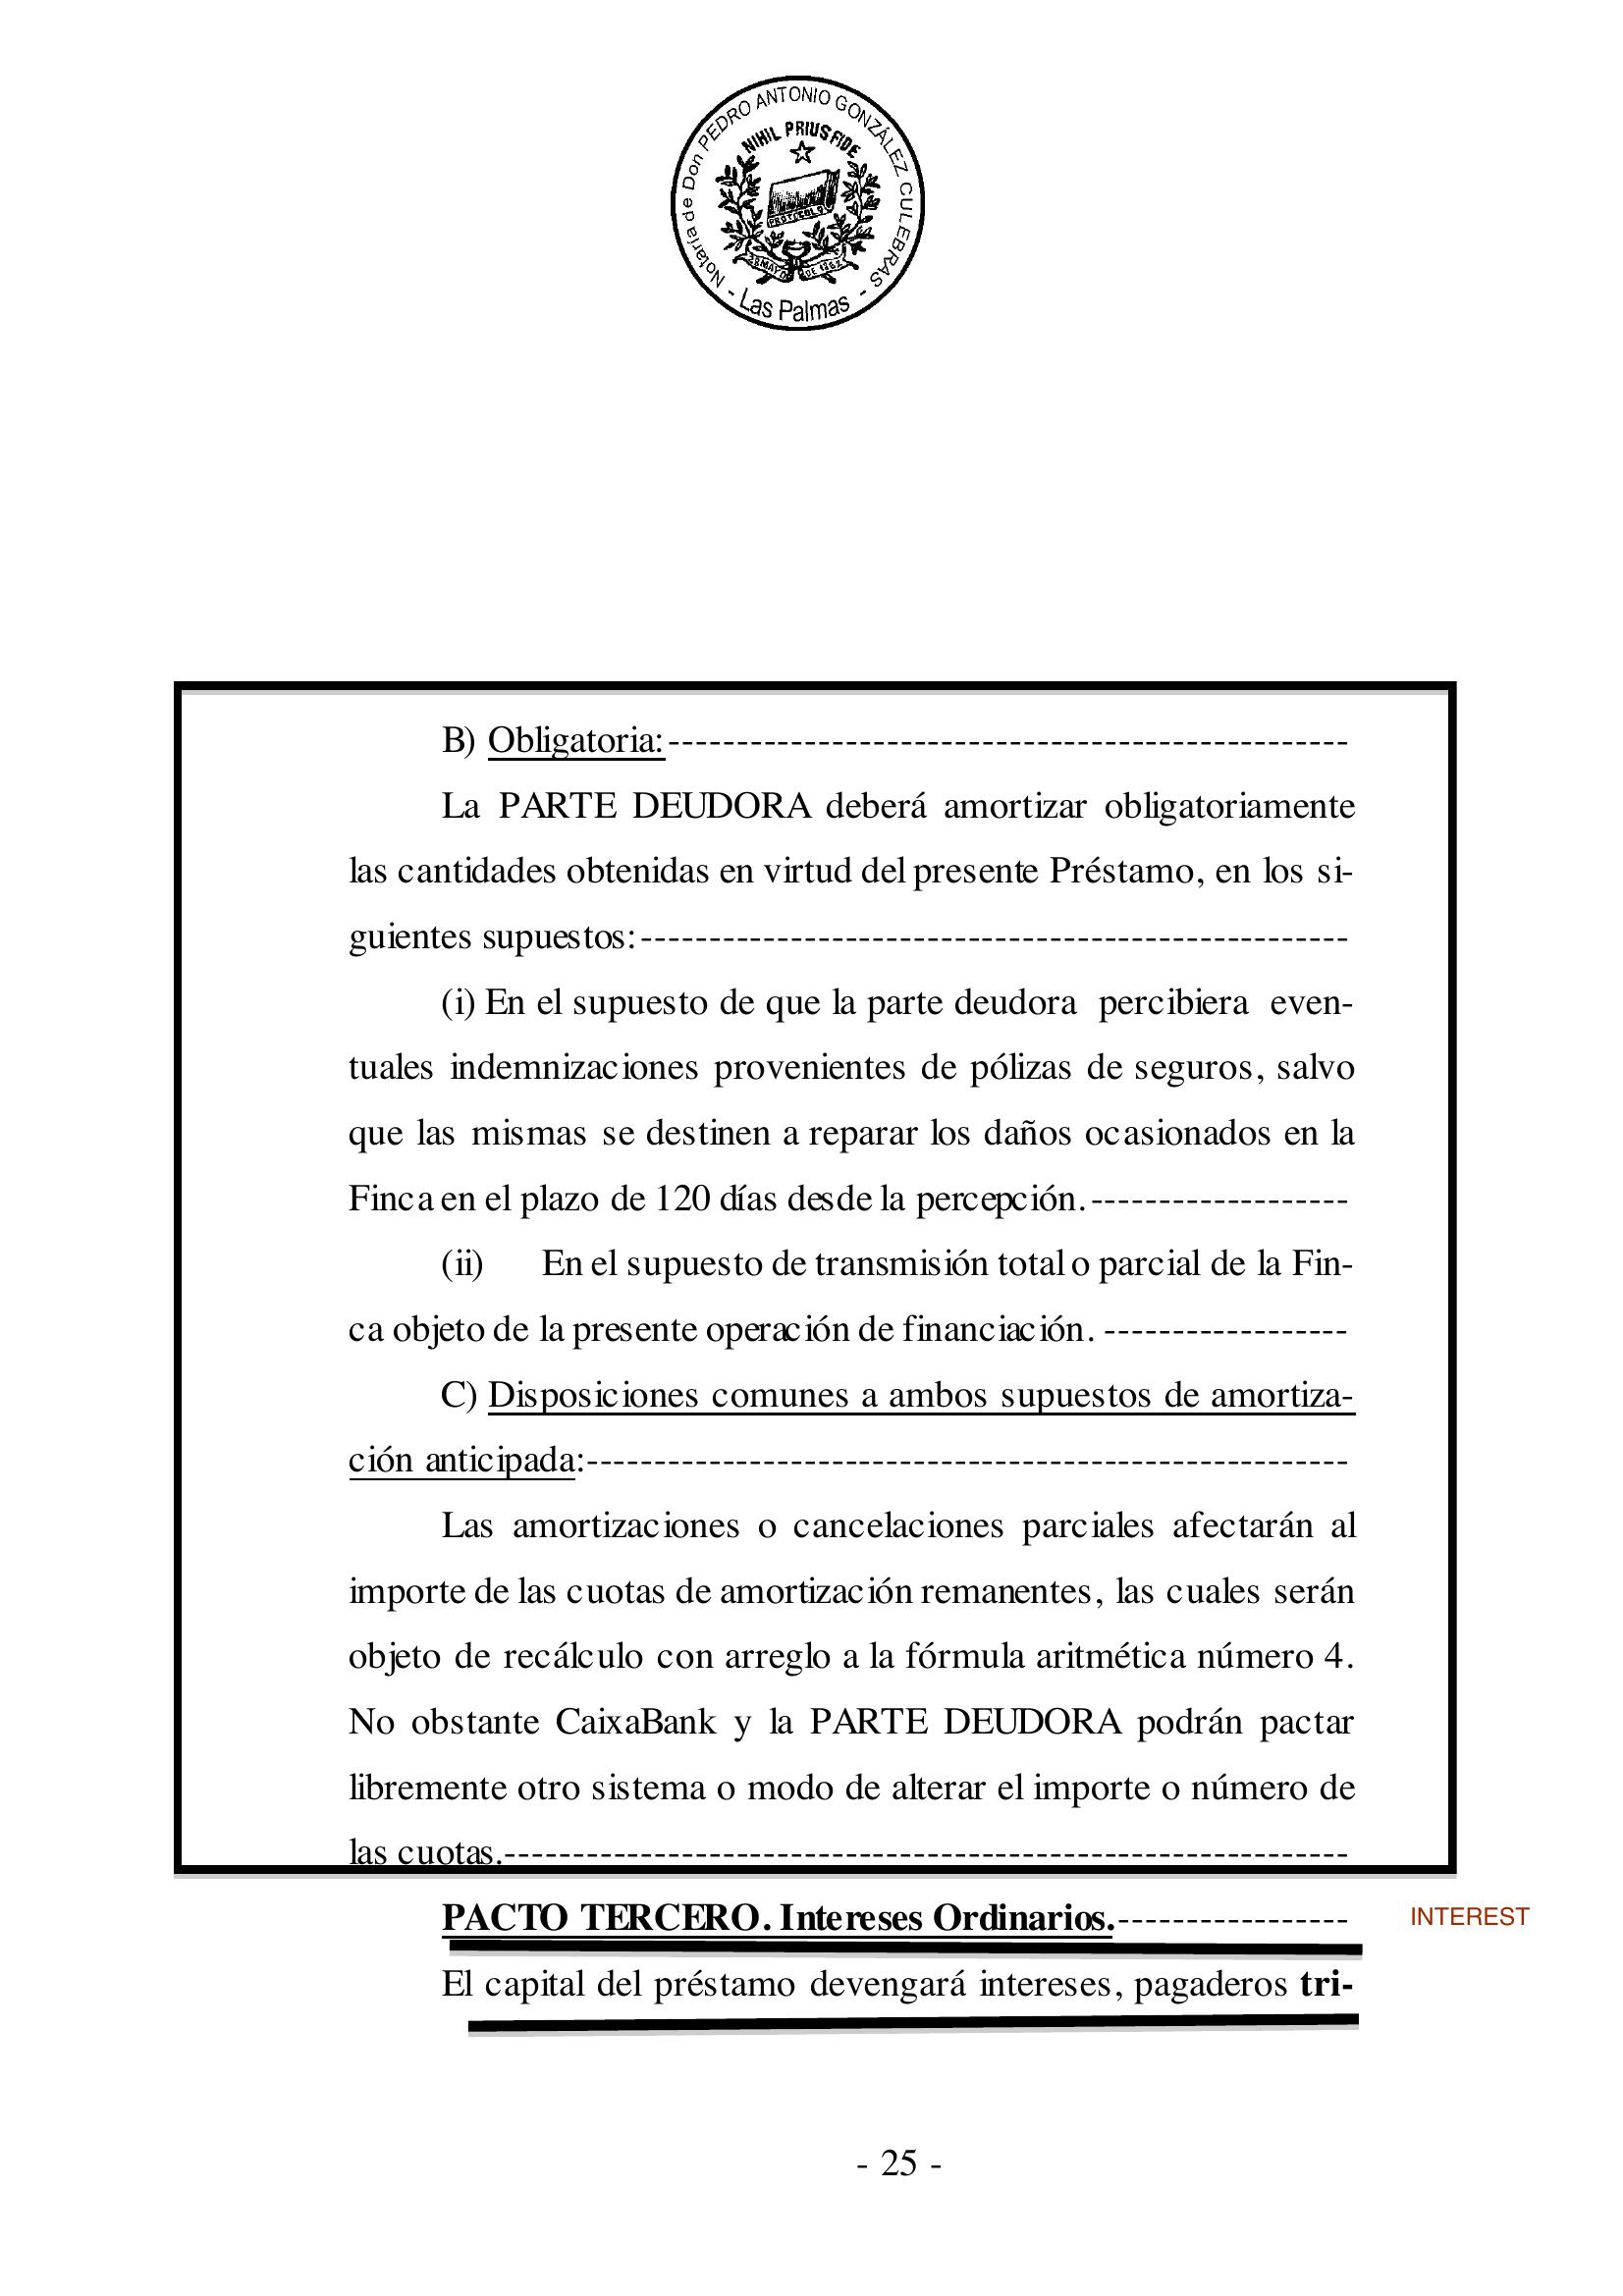 Notaría de Don PEDRO ANTONIO GONZÁLEZ CULEBRAS
NIHIL PRIUS FIDE
PROTOCOLO
28 MAYO DE 1862
- Las Palmas -
B) Obligatoria:--------------------------------------------------
La PARTE DEUDORA deberá amortizar obligatoriamente
las cantidades obtenidas en virtud del presente Préstamo, en los si-
guientes supuestos:----------------------------------------------------
(i) En el supuesto de que la parte deudora percibiera even-
tuales indemnizaciones provenientes de pólizas de seguros, salvo
que las mismas se destinen a reparar los daños ocasionados en la
Finca en el plazo de 120 días desde la percepción.-------------------
(ii) En el supuesto de transmisión total o parcial de la Fin-
ca objeto de la presente operación de financiación. ------------------
C) Disposiciones comunes a ambos supuestos de amortiza-
ción anticipada:--------------------------------------------------------
Las amortizaciones o cancelaciones parciales afectarán al
importe de las cuotas de amortización remanentes, las cuales serán
objeto de recálculo con arreglo a la fórmula aritmética número 4.
No obstante CaixaBank y la PARTE DEUDORA podrán pactar
libremente otro sistema o modo de alterar el importe o número de
las cuotas.--------------------------------------------------------------
PACTO TERCERO. Intereses Ordinarios.-----------------
INTEREST
El capital del préstamo devengará intereses, pagaderos tri-
- 25 -